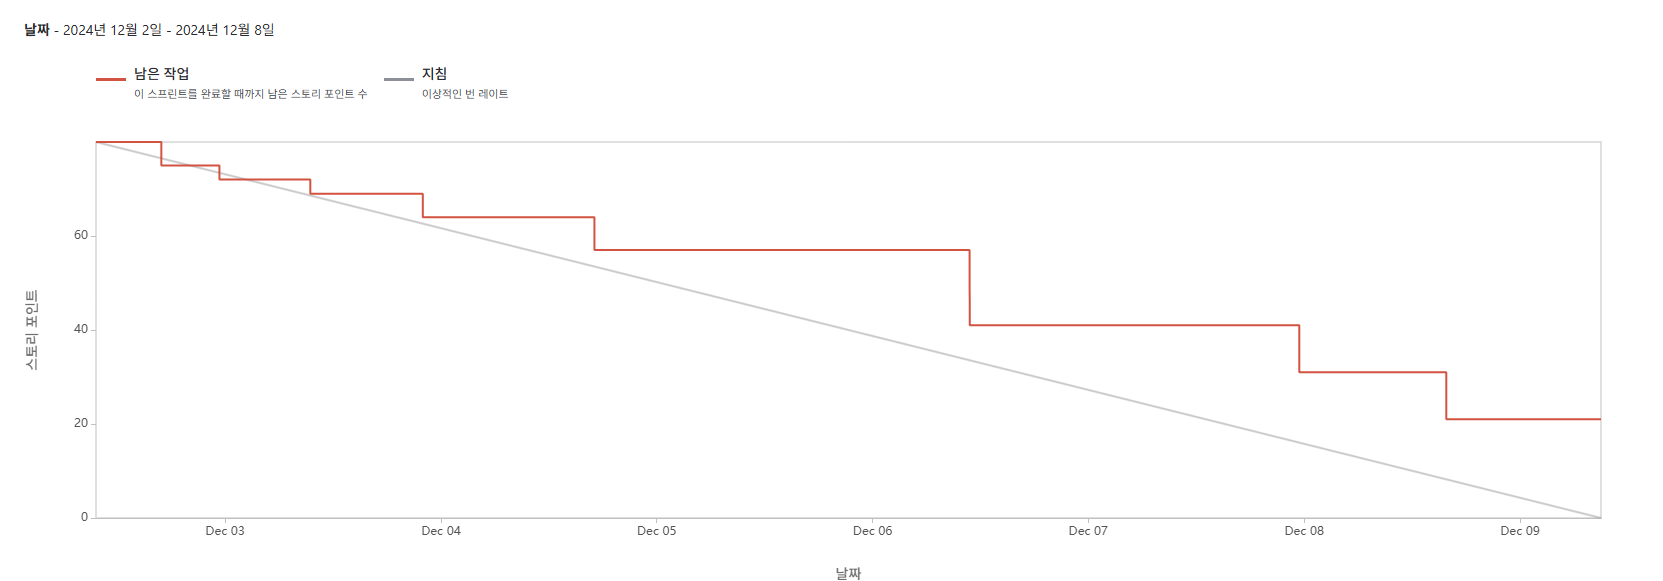 날짜 - 2024년 12월 2일 - 2024년 12월 8일
남은 작업
이 스프린트를 완료할 때까지 남은 스토리 포인트 수
지침
이상적인 번 레이트
스토리 포인트
60
40
20
0
Dec 03
Dec 04
Dec 05
Dec 06
Dec 07
Dec 08
Dec 09
날짜